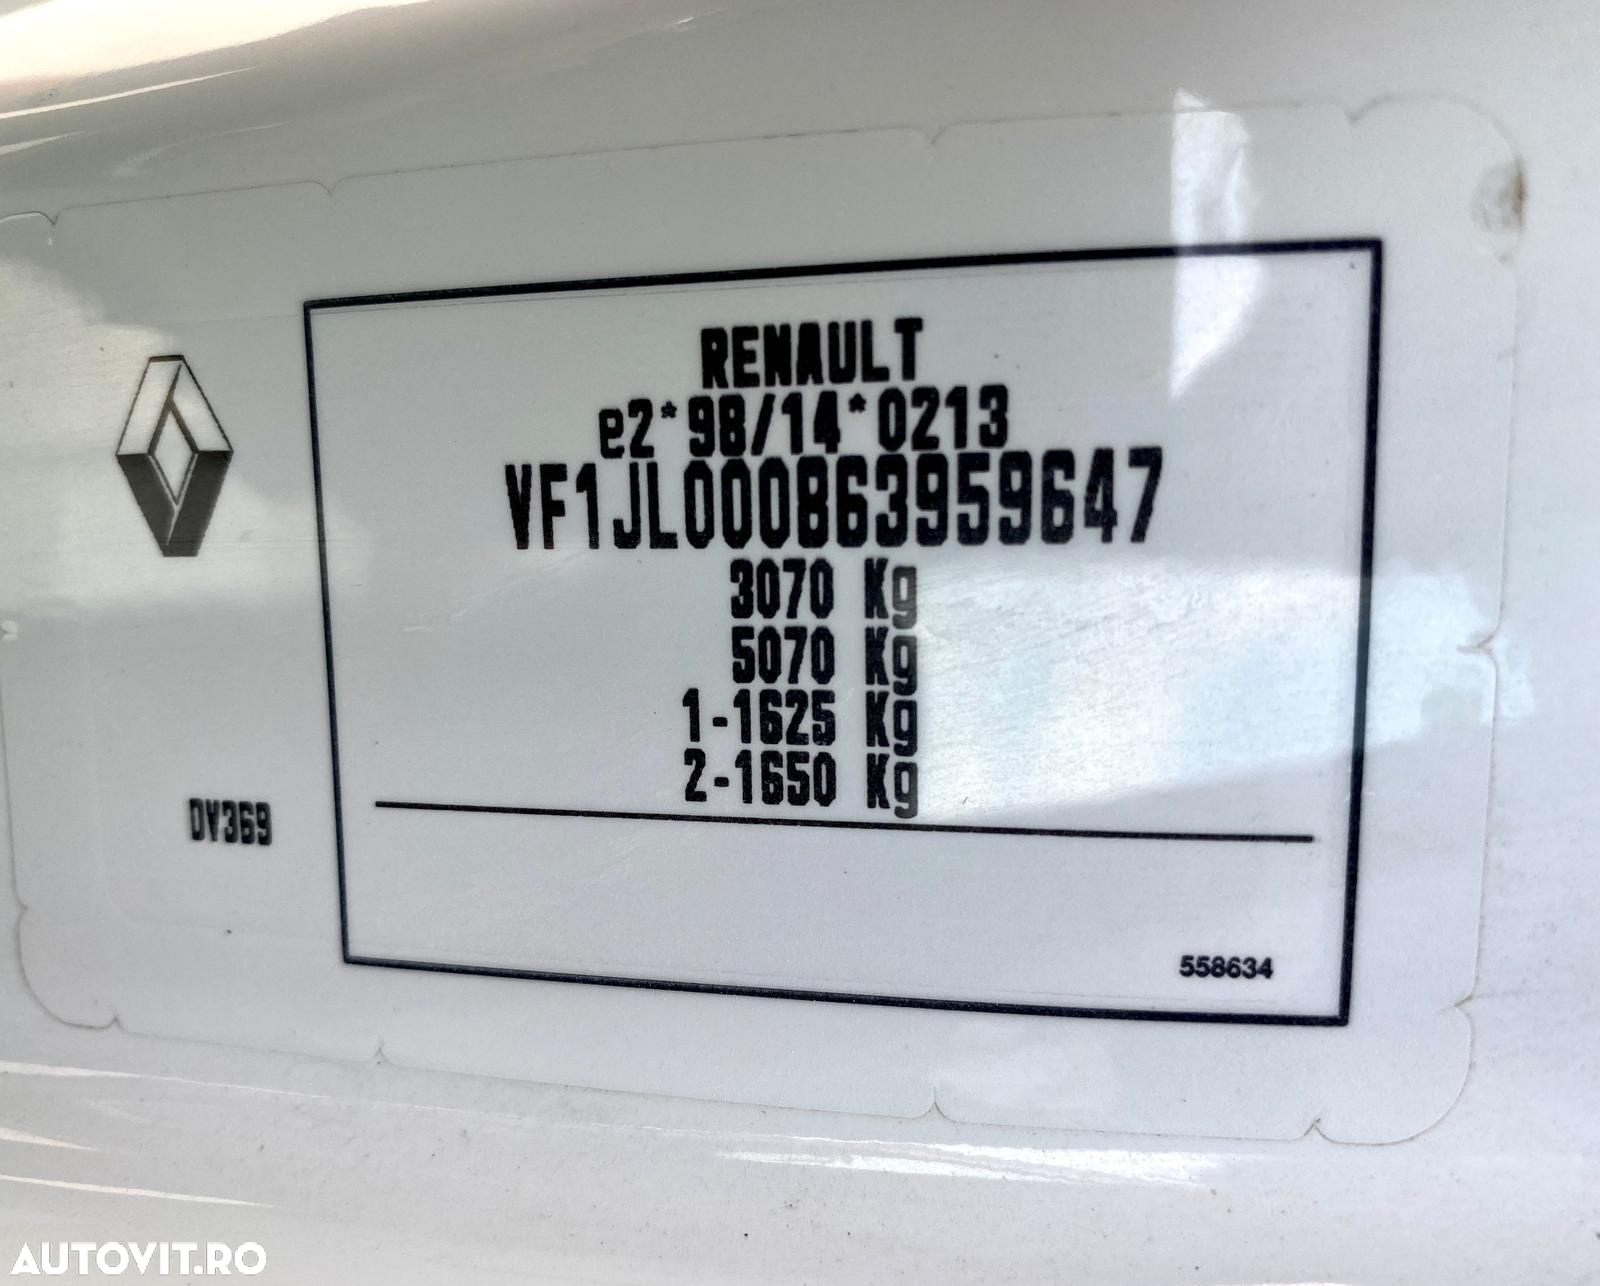 RENAULT
e2*98/14*0213
VF1JL000863959647
3070 Kg
5070 Kg
1-1625 Kg
2-1650 Kg
DV369
558634
AUTOVIT.RO